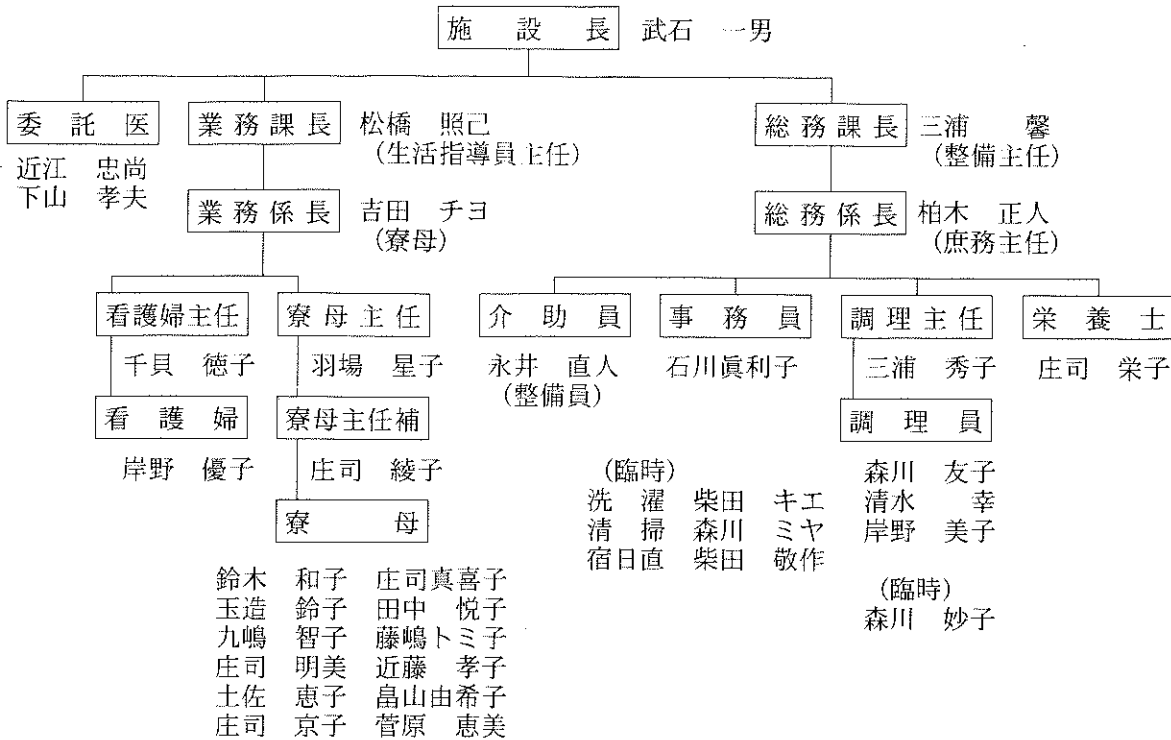 施設長 武石 一男
委託医 業務課長 松橋 照己 総務課長 三浦 馨
(生活指導員主任) (整備主任)
近江 忠尚
下山 孝夫
業務係長 吉田 チヨ 総務係長 柏木 正人
(寮母) (庶務主任)
看護婦主任 寮母主任 介助員 事務員 調理主任 栄養士
千貝 徳子 羽場 星子 永井 直人 石川眞利子 三浦 秀子 庄司 栄子
(整備員)
看護婦 寮母主任補 調理員
岸野 優子 庄司 綾子
(臨時) 森川 友子
洗濯 柴田 キエ 清水 幸
清掃 森川 ミヤ 岸野 美子
宿日直 柴田 敬作
(臨時)
森川 妙子
寮母
鈴木 和子 庄司真喜子
玉造 鈴子 田中 悦子
九嶋 智子 藤嶋トミ子
庄司 明美 近藤 孝子
土佐 恵子 畠山由希子
庄司 京子 菅原 恵美